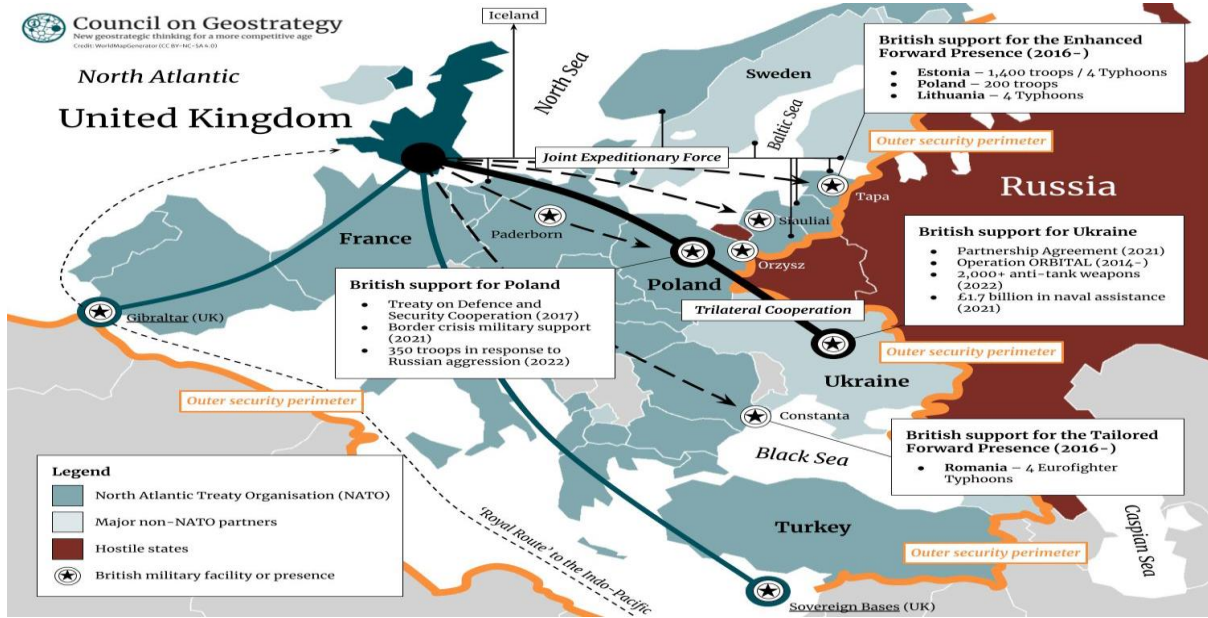 Council on Geostrategy
New geostrategic thinking for a more competitive age
Credit: WorldMapGenerator (CC BY-NC-SA 4.0)
Iceland
North Atlantic
United Kingdom
North Sea
Sweden
Baltic Sea
British support for the Enhanced
Forward Presence (2016-)
● Estonia – 1,400 troops / 4 Typhoons
● Poland – 200 troops
● Lithuania – 4 Typhoons
Outer security perimeter
Joint Expeditionary Force
Russia
Tapa
Siauliai
Paderborn
France
Orzysz
Poland
British support for Ukraine
● Partnership Agreement (2021)
● Operation ORBITAL (2014-)
● 2,000+ anti-tank weapons
(2022)
● £1.7 billion in naval assistance
(2021)
British support for Poland
● Treaty on Defence and
Security Cooperation (2017)
● Border crisis military support
(2021)
● 350 troops in response to
Russian aggression (2022)
Trilateral Cooperation
Gibraltar (UK)
Outer security perimeter
Ukraine
Outer security perimeter
Constanta
Black Sea
British support for the Tailored
Forward Presence (2016-)
● Romania – 4 Eurofighter
Typhoons
Legend
North Atlantic Treaty Organisation (NATO)
Major non-NATO partners
Hostile states
British military facility or presence
'Royal Route' to the Indo-Pacific
Turkey
Caspian Sea
Outer security perimeter
Sovereign Bases (UK)